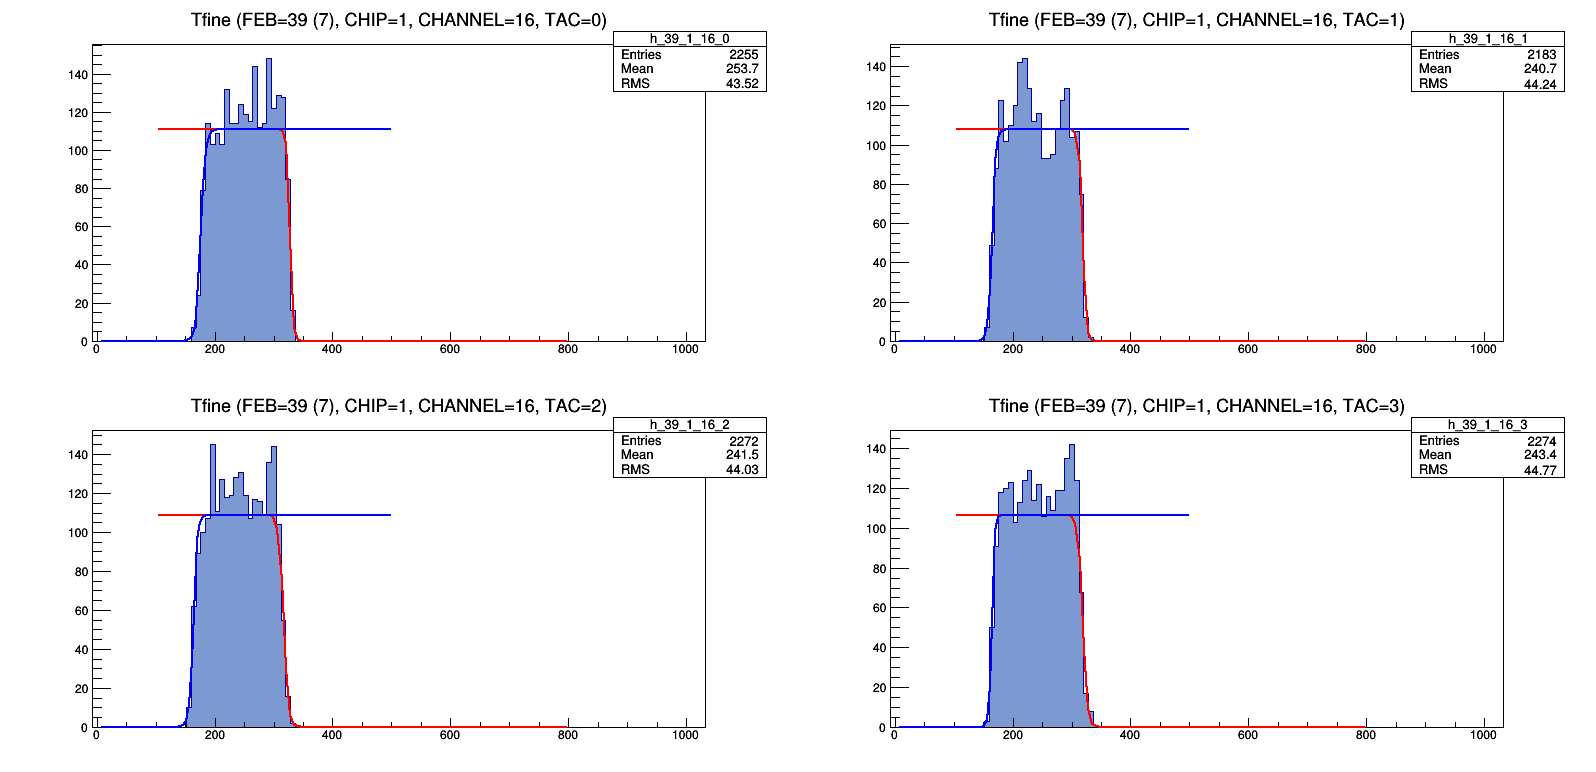 Tfine (FEB=39 (7), CHIP=1, CHANNEL=16, TAC=0)
h_39_1_16_0
Entries 2255
Mean 253.7
RMS 43.52
140
120
100
80
60
40
20
0
0 200 400 600 800 1000
Tfine (FEB=39 (7), CHIP=1, CHANNEL=16, TAC=1)
h_39_1_16_1
Entries 2183
Mean 240.7
RMS 44.24
140
120
100
80
60
40
20
0
0 200 400 600 800 1000
Tfine (FEB=39 (7), CHIP=1, CHANNEL=16, TAC=2)
h_39_1_16_2
Entries 2272
Mean 241.5
RMS 44.03
140
120
100
80
60
40
20
0
0 200 400 600 800 1000
Tfine (FEB=39 (7), CHIP=1, CHANNEL=16, TAC=3)
h_39_1_16_3
Entries 2274
Mean 243.4
RMS 44.77
140
120
100
80
60
40
20
0
0 200 400 600 800 1000